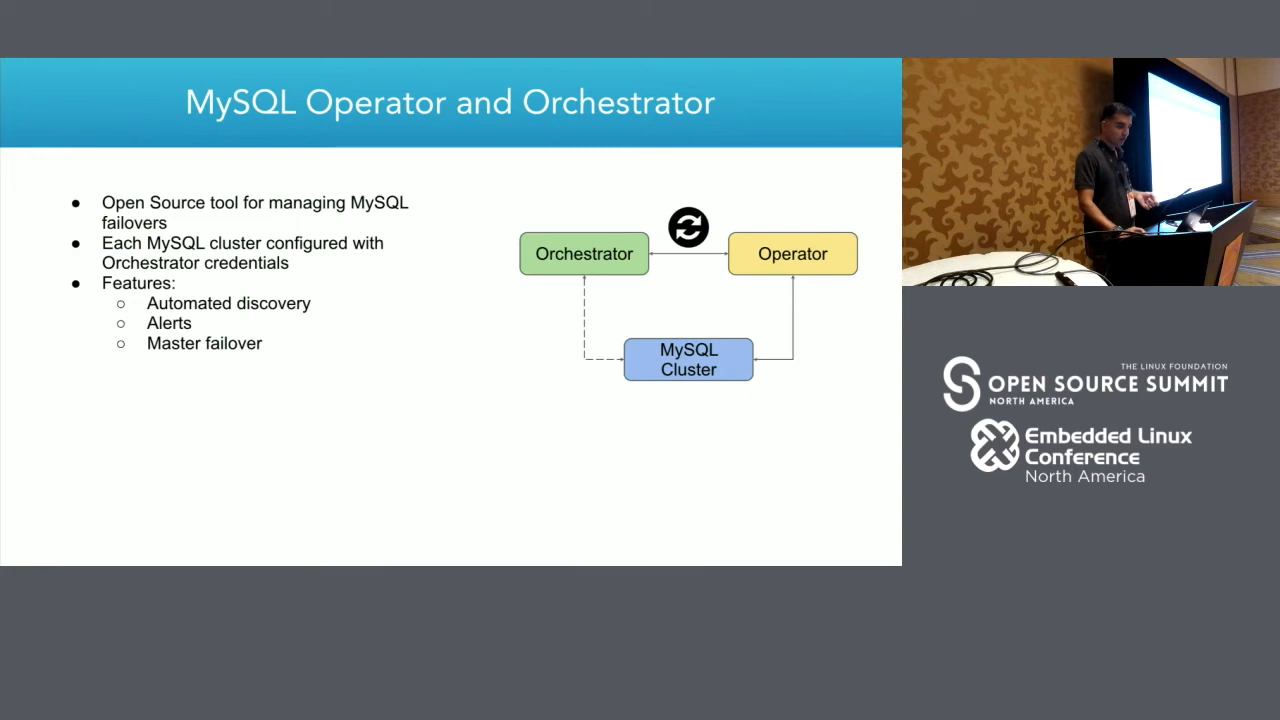 MySQL Operator and Orchestrator
● Open Source tool for managing MySQL
failovers
● Each MySQL cluster configured with
Orchestrator credentials
● Features:
○ Automated discovery
○ Alerts
○ Master failover
Orchestrator
Operator
MySQL
Cluster
THE LINUX FOUNDATION
OPEN SOURCE SUMMIT
NORTH AMERICA
Embedded Linux
Conference
North America